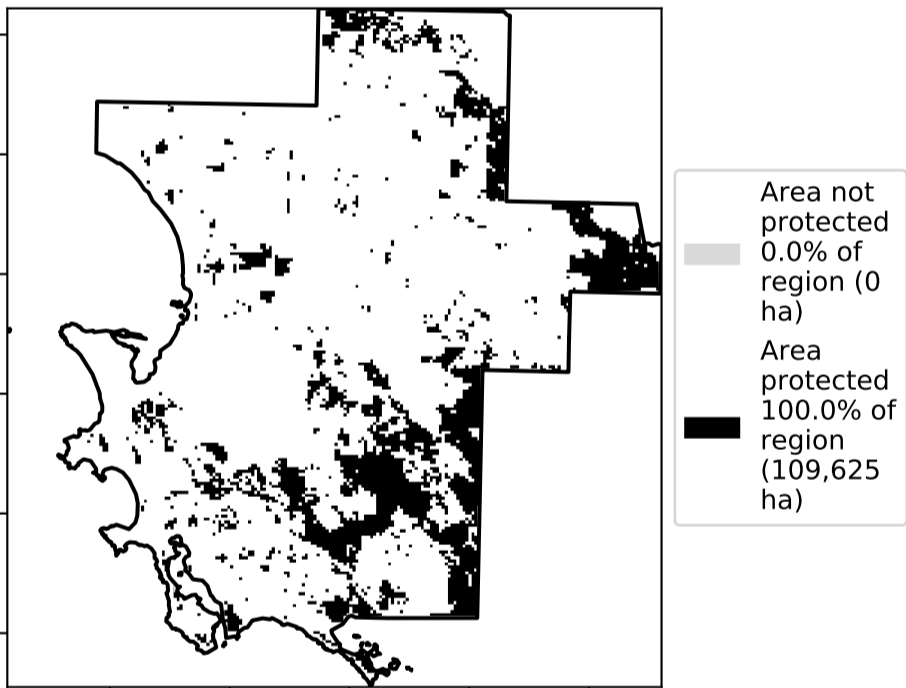 Area not
protected
0.0% of
region (0
ha)
Area
protected
100.0% of
region
(109,625
ha)